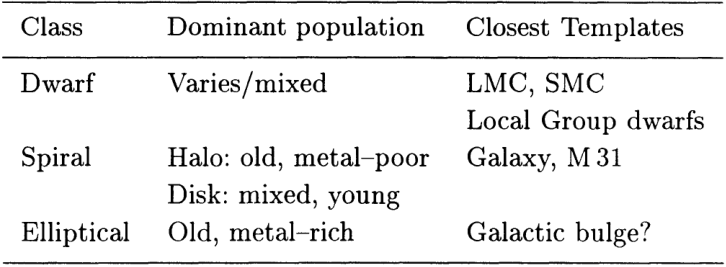 Class Dominant population Closest Templates
Dwarf Varies/mixed LMC, SMC
Local Group dwarfs
Spiral Halo: old, metal–poor Galaxy, M 31
Disk: mixed, young
Elliptical Old, metal–rich Galactic bulge?